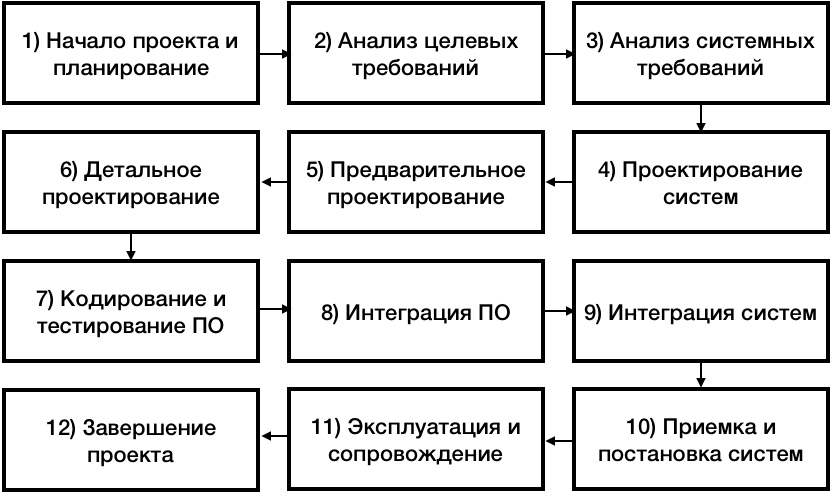 1) Начало проекта и
планирование
2) Анализ целевых
требований
3) Анализ системных
требований
4) Проектирование
систем
5) Предварительное
проектирование
6) Детальное
проектирование
7) Кодирование и
тестирование ПО
8) Интеграция ПО
9) Интеграция систем
10) Приемка и
постановка систем
11) Эксплуатация и
сопровождение
12) Завершение
проекта